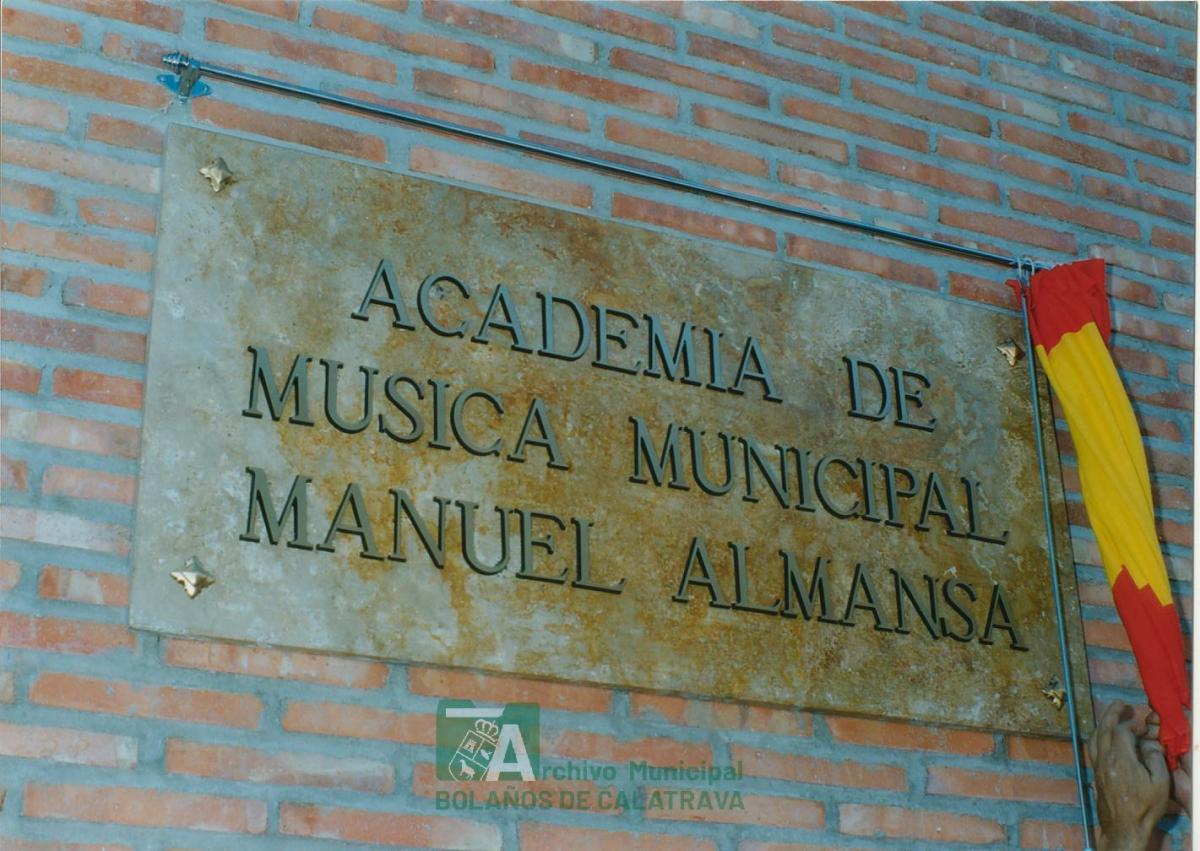 ACADEMIA DE
MUSICA MUNICIPAL
MANUEL ALMANSA
Archivo Municipal
BOLAÑOS DE CALATRAVA